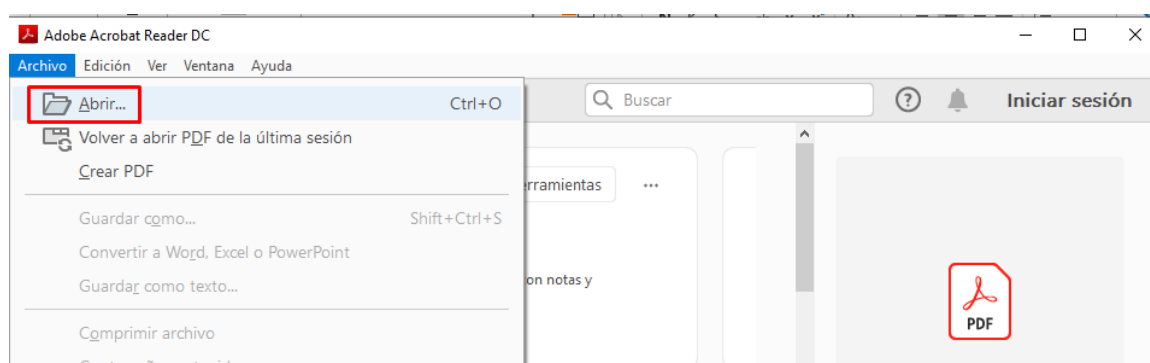 Adobe Acrobat Reader DC
Archivo Edición Ver Ventana Ayuda
Abrir... Ctrl+O
Buscar
? Iniciar sesión
Volver a abrir PDF de la última sesión
Crear PDF
erramientas ...
Guardar como... Shift+Ctrl+S
Convertir a Word, Excel o PowerPoint
Guardar como texto...
on notas y
PDF
Comprimir archivo